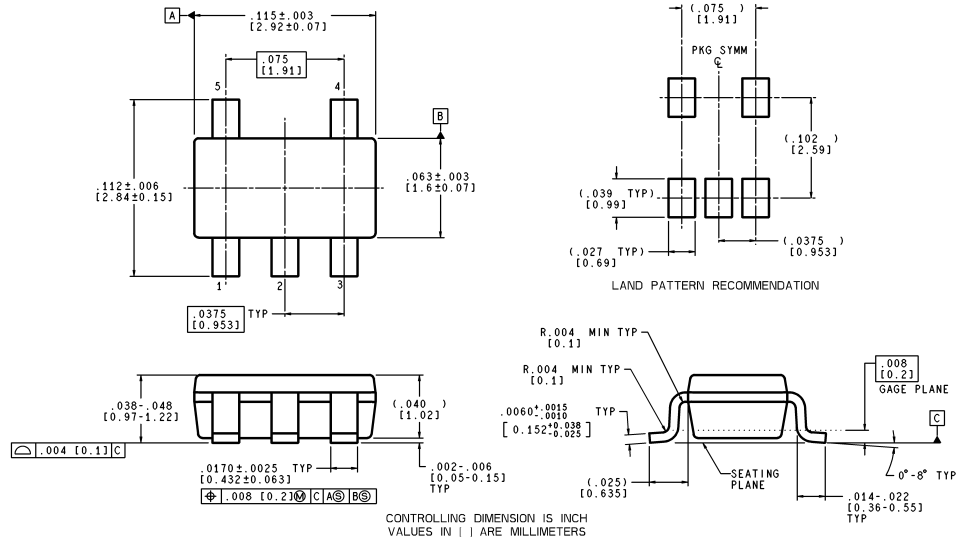 A
.115±.003
[2.92±0.07]
.075
[1.91]
5
4
B
.112±.006
[2.84±0.15]
.063±.003
[1.6±0.07]
1
2
3
.0375 TYP
[0.953]
(.075 )
[1.91]
PKG SYMM
℄
(.102 )
[2.59]
(.039 TYP)
[0.99]
(.027 TYP)
[0.69]
(.0375 )
[0.953]
LAND PATTERN RECOMMENDATION
.038-.048
[0.97-1.22]
(.040 )
[1.02]
⌓ .004 [0.1] C
.0170±.0025 TYP
[0.432±0.063]
⌖ .008 [0.2]Ⓜ C AⓈ BⓈ
.002-.006
[0.05-0.15]
TYP
R.004 MIN TYP
[0.1]
R.004 MIN TYP
[0.1]
.0060+.0015 -.0010 TYP
[0.152+0.038 -0.025]
.008
[0.2]
GAGE PLANE
C
0°-8° TYP
SEATING
PLANE
(.025)
[0.635]
.014-.022
[0.36-0.55]
TYP
CONTROLLING DIMENSION IS INCH
VALUES IN [ ] ARE MILLIMETERS